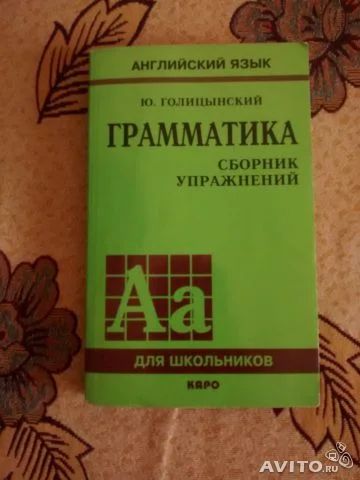 АНГЛИЙСКИЙ ЯЗЫК
Ю. ГОЛИЦЫНСКИЙ
ГРАММАТИКА
СБОРНИК
УПРАЖНЕНИЙ
Aa
ДЛЯ ШКОЛЬНИКОВ
КАРО
AVITO.ru